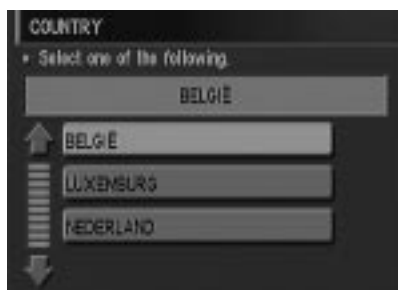 COUNTRY
• Select one of the following.
BELGIË
BELGIË
LUXEMBURG
NEDERLAND